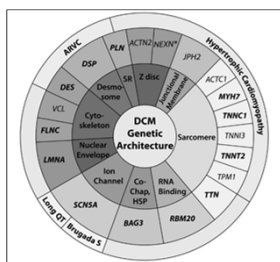 ARVC
Hypertrophic Cardiomyopathy
Long QT
Brugada S
PLN
ACTN2
NEXN*
JPH2
ACTC1
MYH7
TNNC1
TNNI3
TNNT2
TPM1
TTN
RBM20
BAG3
SCN5A
LMNA
FLNC
VCL
DES
DSP
Desmo-
some
SR
Z disc
Junctional
Membrane
Sarcomere
RNA
Binding
Co-
Chap,
HSP
Ion
Channel
Nuclear
Envelope
Cyto-
skeleton
DCM
Genetic
Architecture